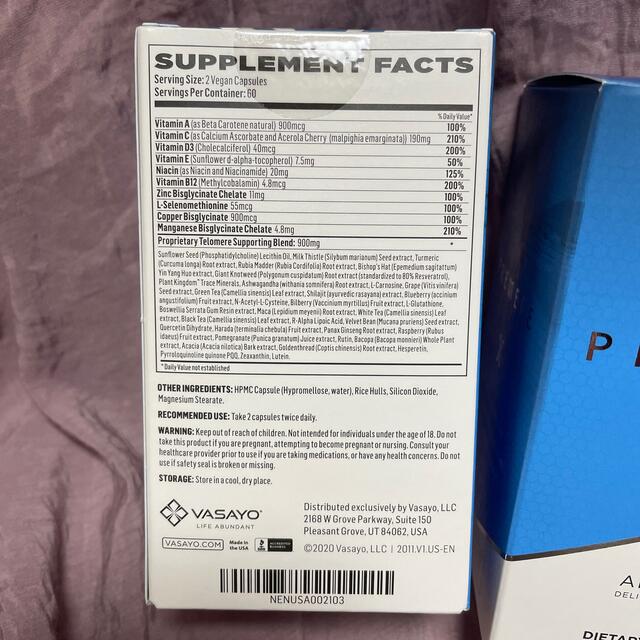 SUPPLEMENT FACTS
Serving Size: 2 Vegan Capsules
Servings Per Container: 60
% Daily Value*
Vitamin A (as Beta Carotene natural) 900mcg 100%
Vitamin C (as Calcium Ascorbate and Acerola Cherry (malpighia emarginata)) 190mg 210%
Vitamin D3 (Cholecalciferol) 40mcg 200%
Vitamin E (Sunflower d-alpha-tocopherol) 7.5mg 50%
Niacin (as Niacin and Niacinamide) 20mg 125%
Vitamin B12 (Methylcobalamin) 4.8mcg 200%
Zinc Bisglycinate Chelate 11mg 100%
L-Selenomethionine 55mcg 100%
Copper Bisglycinate 900mcg 100%
Manganese Bisglycinate Chelate 4.8mg 210%
Proprietary Telomere Supporting Blend: 900mg *
Sunflower Seed (Phosphatidylcholine) Lecithin Oil, Milk Thistle (Silybum marianum) Seed extract, Turmeric
(Curcuma longa) Root extract, Rubia Madder (Rubia Cordifolia) Root extract, Bishop's Hat (Epemedium sagittatum)
Yin Yang Huo extract, Giant Knotweed (Polygonum cuspidatum) Root extract (standardized to 80% Resveratrol),
Plant Kingdom™ Trace Minerals, Ashwagandha (withania somnifera) Root extract, L-Carnosine, Grape (Vitis vinifera)
Seed extract, Green Tea (Camellia sinensis) Leaf extract, Shilajit (ayurvedic rasayana) extract, Blueberry (accinium
angustifolium) Fruit extract, N-Acetyl-L-Cysteine, Bilberry (Vaccinium myrtillus) Fruit extract, L-Glutathione,
Boswellia Serrata Gum Resin extract, Maca (Lepidium meyenii) Root extract, White Tea (Camellia sinensis) Leaf
extract, Black Tea (Camellia sinensis) Leaf extract, R-Alpha Lipoic Acid, Velvet Bean (Mucana pruriens) Seed extract,
Quercetin Dihydrate, Harada (terminalia chebula) Fruit extract, Panax Ginseng Root extract, Raspberry (Rubus
idaeus) Fruit extract, Pomegranate (Punica granatum) Juice extract, Rutin, Bacopa (Bacopa monnieri) Whole Plant
extract, Acacia (Acacia nilotica) Bark extract, Goldenthread (Coptis chinensis) Root extract, Hesperetin,
Pyrroloquinoline quinone PQQ, Zeaxanthin, Lutein.
* Daily Value not established
OTHER INGREDIENTS: HPMC Capsule (Hypromellose, water), Rice Hulls, Silicon Dioxide,
Magnesium Stearate.
RECOMMENDED USE: Take 2 capsules twice daily.
WARNING: Keep out of reach of children. Not intended for individuals under the age of 18. Do not
take this product if you are pregnant, attempting to become pregnant or nursing. Consult your
healthcare provider prior to use if you are taking medications, or have any health concerns. Do not
use if safety seal is broken or missing.
STORAGE: Store in a cool, dry place.
VASAYO
LIFE ABUNDANT
VASAYO.COM
Made in
the USA
BBB
ACCREDITED
BUSINESS
Distributed exclusively by Vasayo, LLC
2168 W Grove Parkway, Suite 150
Pleasant Grove, UT 84062, USA
©2020 Vasayo, LLC | 2011.V1.US-EN
NENUSA002103